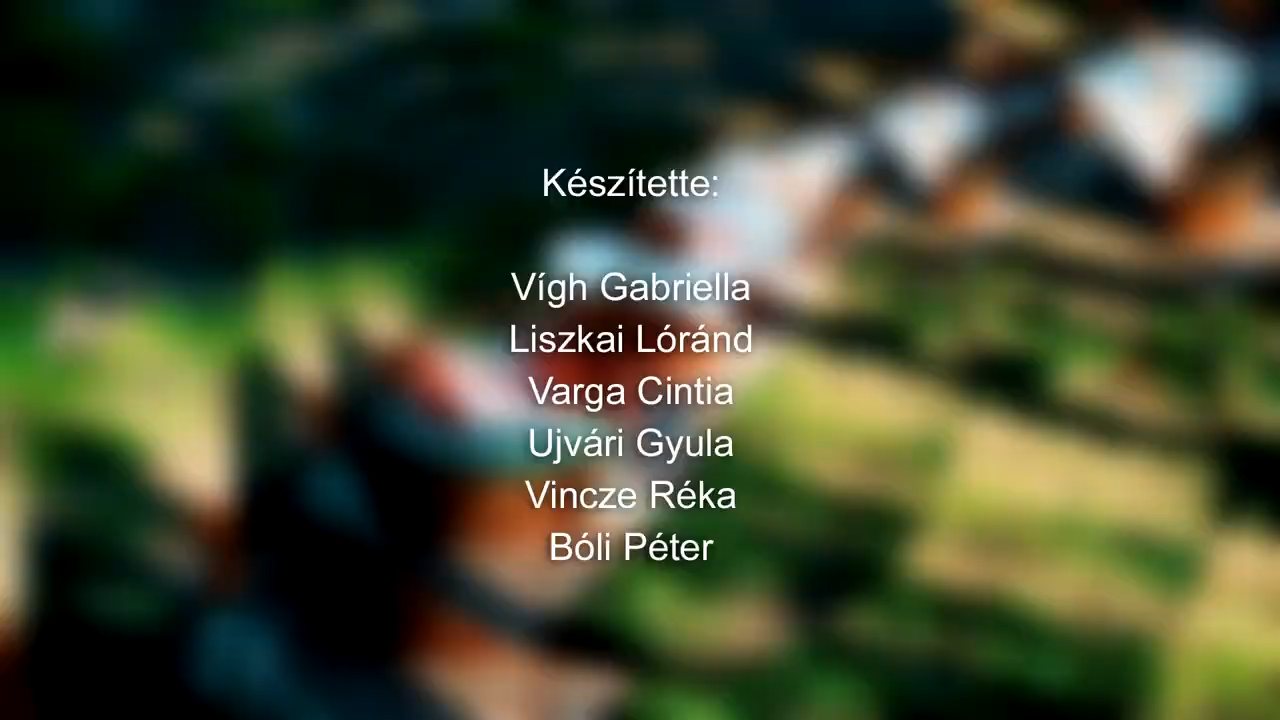 Készítette:
Vígh Gabriella
Liszkai Lóránd
Varga Cintia
Ujvári Gyula
Vincze Réka
Bóli Péter